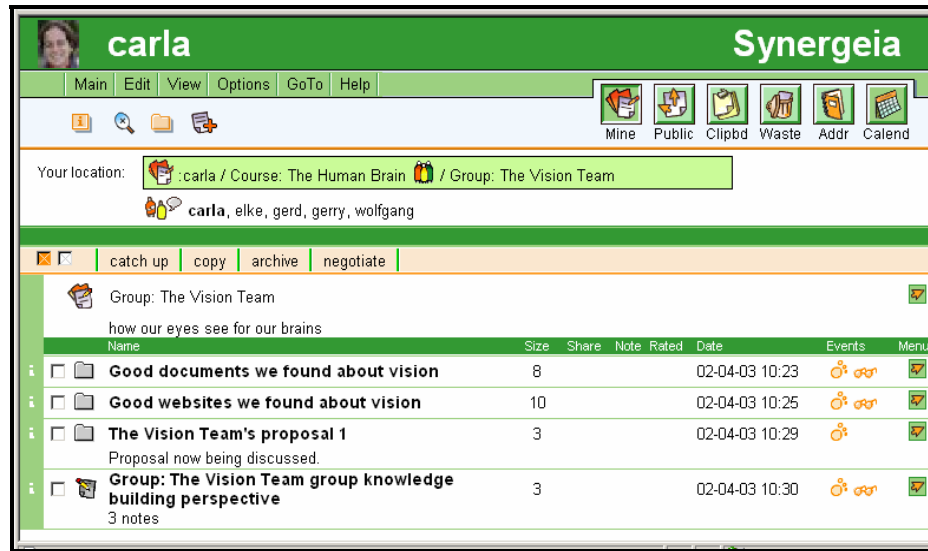 carla Synergeia
Main Edit View Options GoTo Help
Mine Public Clipbd Waste Addr Calend
Your location: :carla / Course: The Human Brain / Group: The Vision Team
carla, elke, gerd, gerry, wolfgang
catch up copy archive negotiate
Group: The Vision Team
how our eyes see for our brains
Name Size Share Note Rated Date Events Menu
Good documents we found about vision 8 02-04-03 10:23
Good websites we found about vision 10 02-04-03 10:25
The Vision Team's proposal 1 3 02-04-03 10:29
Proposal now being discussed.
Group: The Vision Team group knowledge
building perspective 3 02-04-03 10:30
3 notes